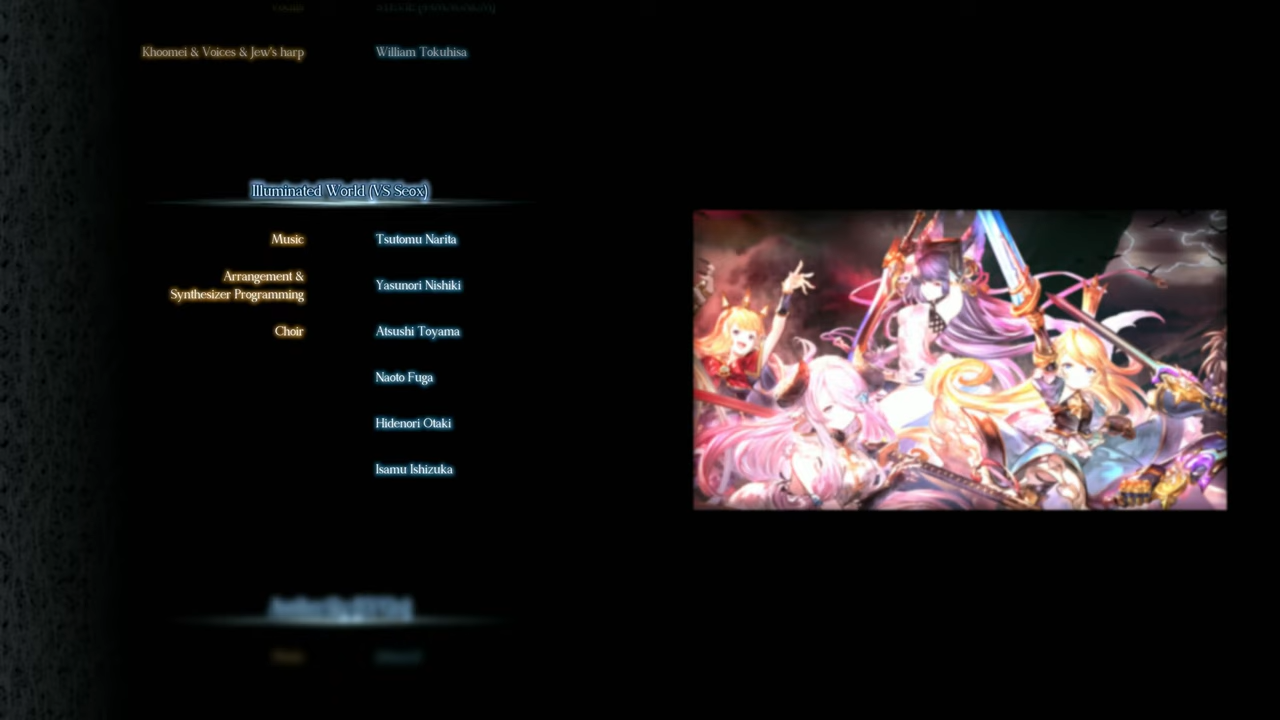 Khoomei & Voices & Jew's harp William Tokuhisa
Illuminated World (VS Seox)
Music Tsutomu Narita
Arrangement &
Synthesizer Programming Yasunori Nishiki
Choir Atsushi Toyama
Naoto Fuga
Hidenori Otaki
Isamu Ishizuka